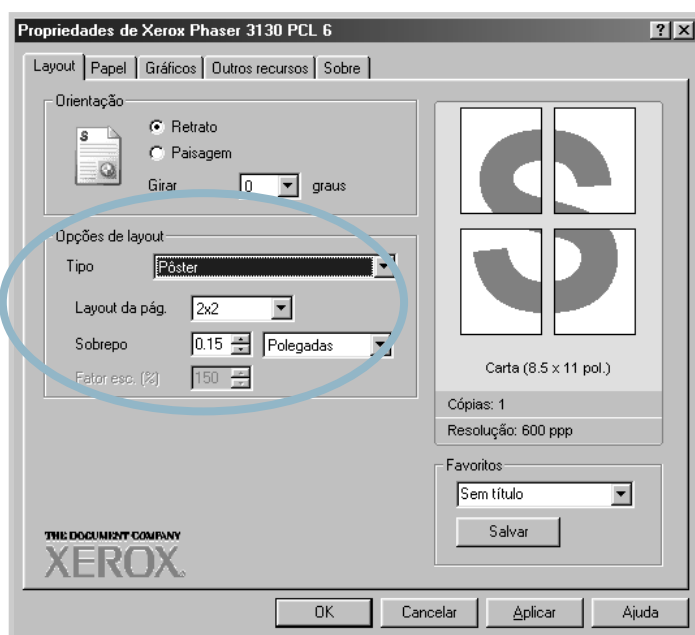 Propriedades de Xerox Phaser 3130 PCL 6
Layout Papel Gráficos Outros recursos Sobre
Orientação
S
Retrato
Paisagem
Girar 0 graus
Opções de layout
Tipo Pôster
Layout da pág. 2x2
Sobrepo 0.15 Polegadas
Fator esc. (%) 150
S
Carta (8.5 x 11 pol.)
Cópias: 1
Resolução: 600 ppp
Favoritos
Sem título
Salvar
THE DOCUMENT COMPANY
XEROX.
OK Cancelar Aplicar Ajuda